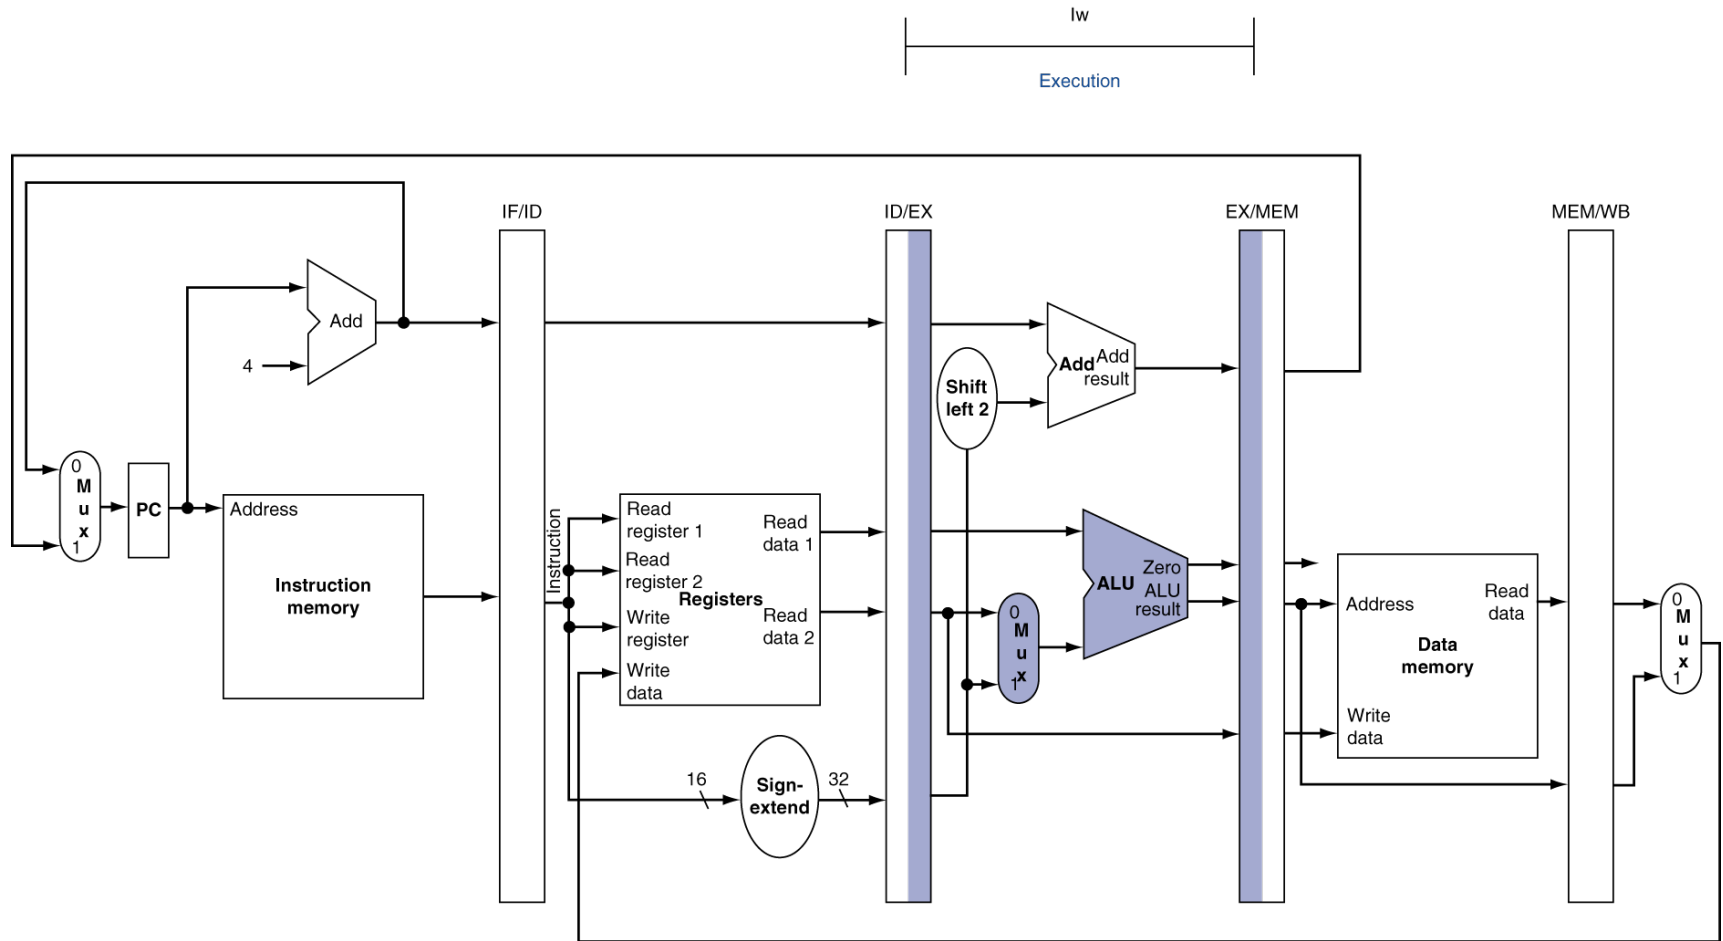 lw
Execution
IF/ID
ID/EX
EX/MEM
MEM/WB
Add
4
Add
Add
result
Shift
left 2
0
M
u
x
1
PC
Address
Instruction
memory
Instruction
Read
register 1
Read
register 2
Write
register
Write
data
Registers
Read
data 1
Read
data 2
16
Sign-
extend
32
0
M
u
x
1
ALU
Zero
ALU
result
Address
Read
data
Data
memory
Write
data
0
M
u
x
1